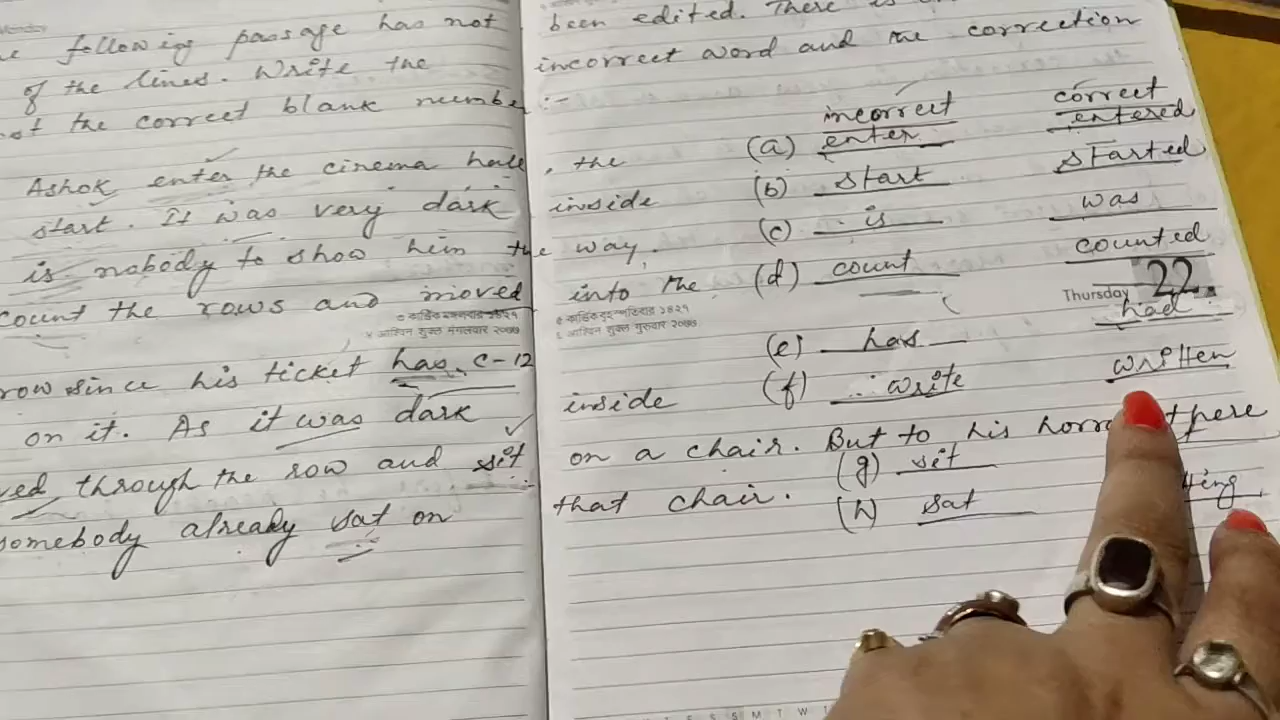 following passage has not
of the lines. Write the
the correct blank number
Ashok enter the cinema hall, the
start. It was very dark inside
is nobody to show him the way.
count the rows and moved into the
row since his ticket has C-12
on it. As it was dark inside
through the row and sit on a chair. But to his there
somebody already sat on that chair.
been edited. There is
incorrect word and the correction
:-
incorrect correct
(a) enter entered
(b) start started
(c) is was
(d) count counted
Thursday 22
(e) has had
(f) write written
(g) sit
(h) sat
M T W